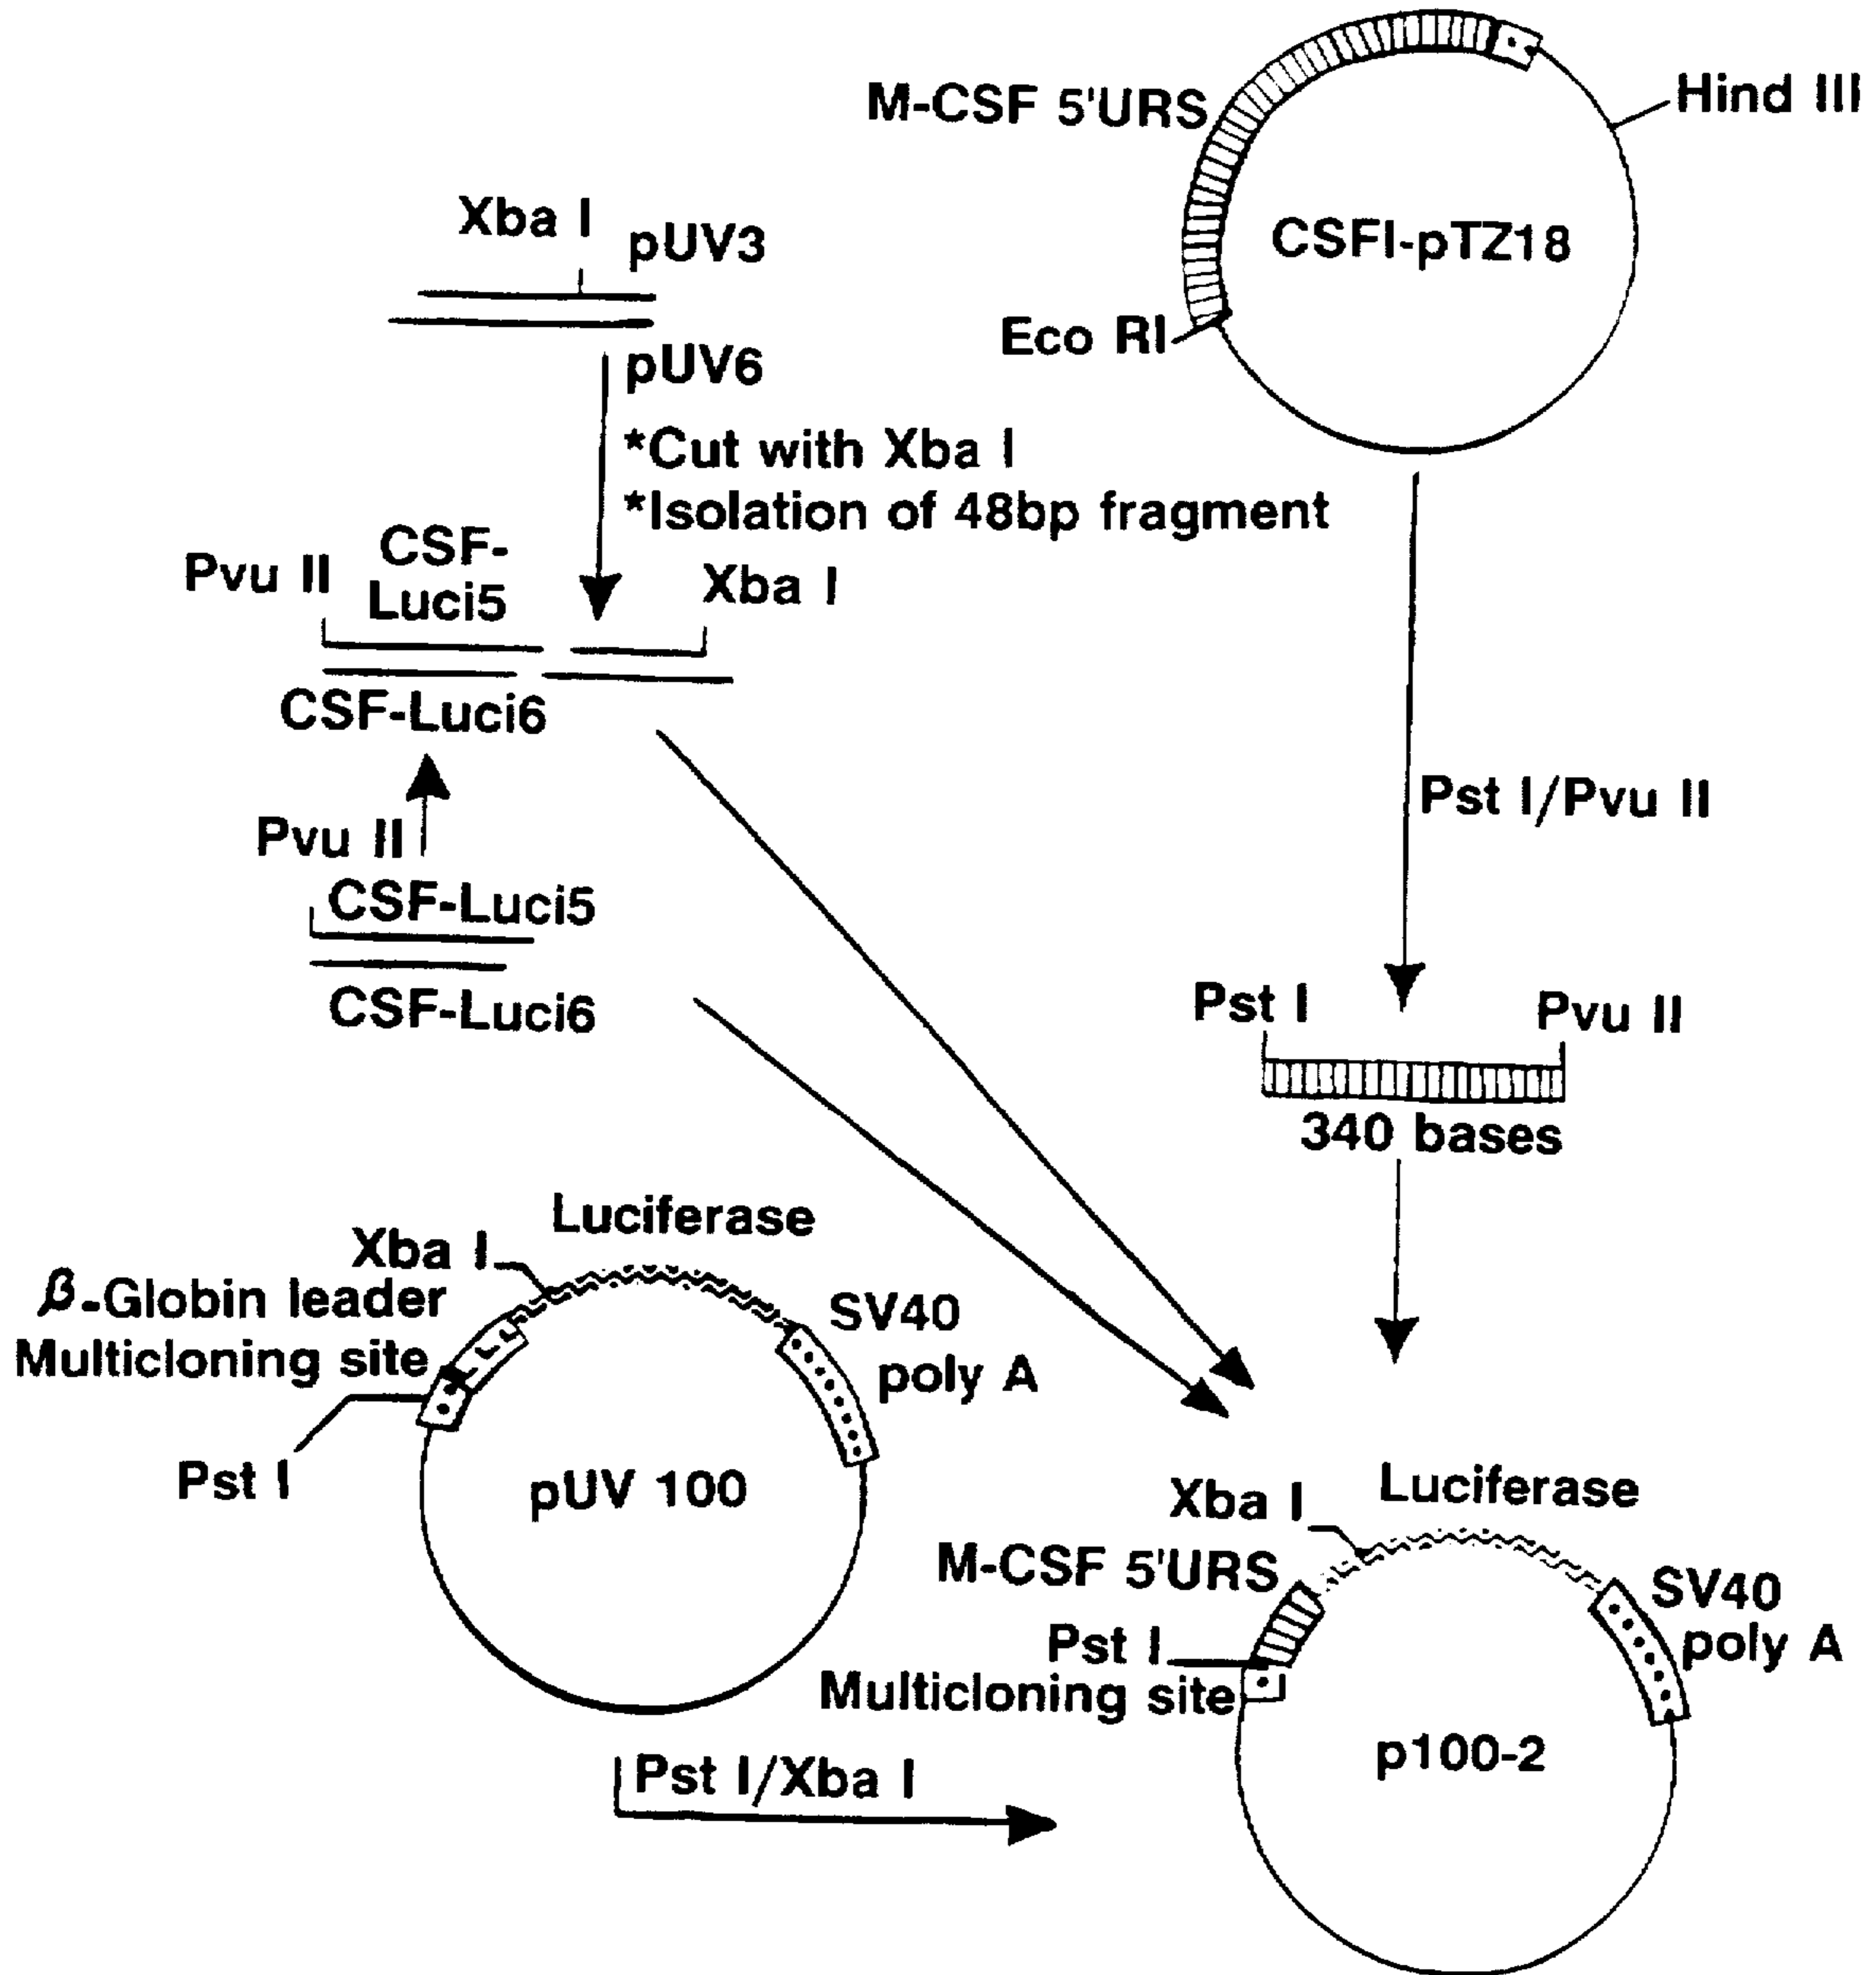 M-CSF 5'URS
Hind III
CSFI-pTZ18
Eco RI
Xba I
pUV3
pUV6
*Cut with Xba I
*Isolation of 48bp fragment
Pvu II
CSF-
Luci5
Xba I
CSF-Luci6
Pvu II
CSF-Luci5
CSF-Luci6
Pst I/Pvu II
Pst I
Pvu II
340 bases
Luciferase
Xba I
β-Globin leader
Multicloning site
SV40
poly A
Pst I
pUV 100
Pst I/Xba I
Luciferase
Xba I
M-CSF 5'URS
SV40
poly A
Pst I
Multicloning site
p100-2